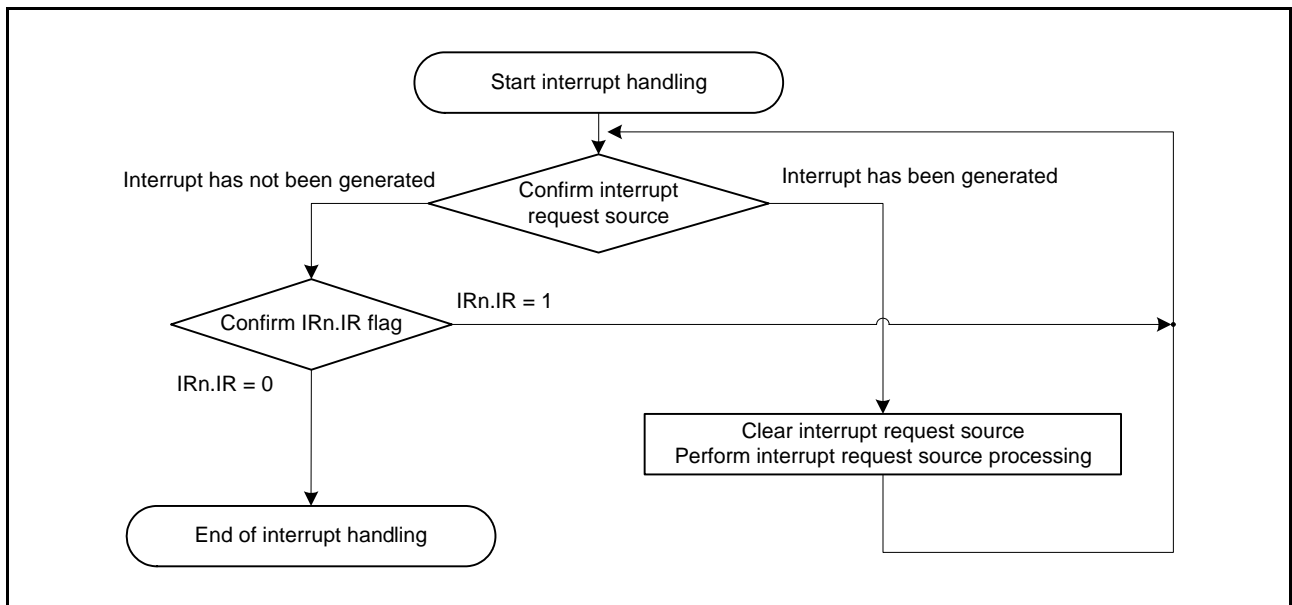 Start interrupt handling
Interrupt has not been generated
Interrupt has been generated
Confirm interrupt
request source
IRn.IR = 1
Confirm IRn.IR flag
IRn.IR = 0
Clear interrupt request source
Perform interrupt request source processing
End of interrupt handling